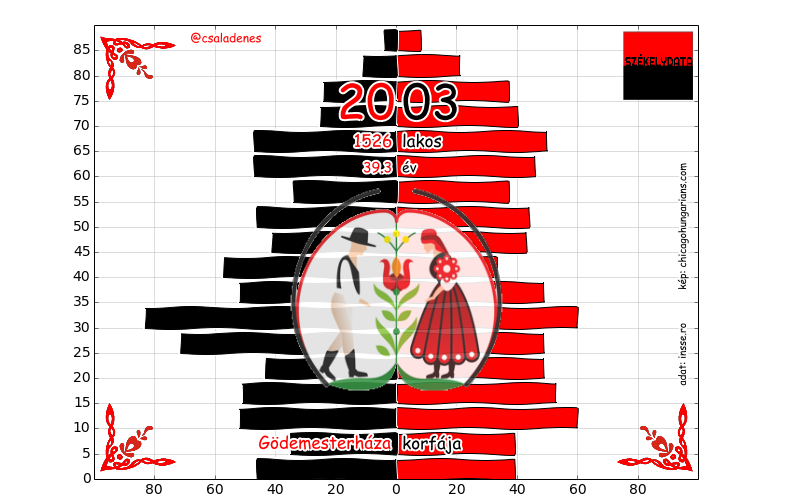 @csaladenes
SZÉKELYDATA
2003
1526 lakos
39.3 év
kép: chicagohungarians.com
adat: insse.ro
Gödemesterháza korfája
85
80
75
70
65
60
55
50
45
40
35
30
25
20
15
10
5
0
80 60 40 20 0 20 40 60 80